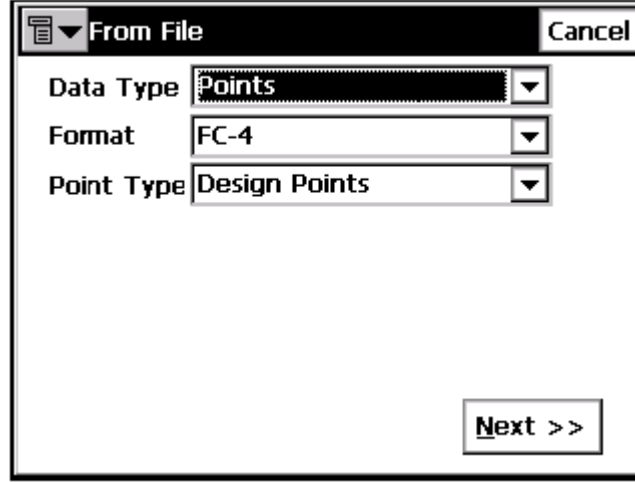 From File Cancel
Data Type Points
Format FC-4
Point Type Design Points
Next >>